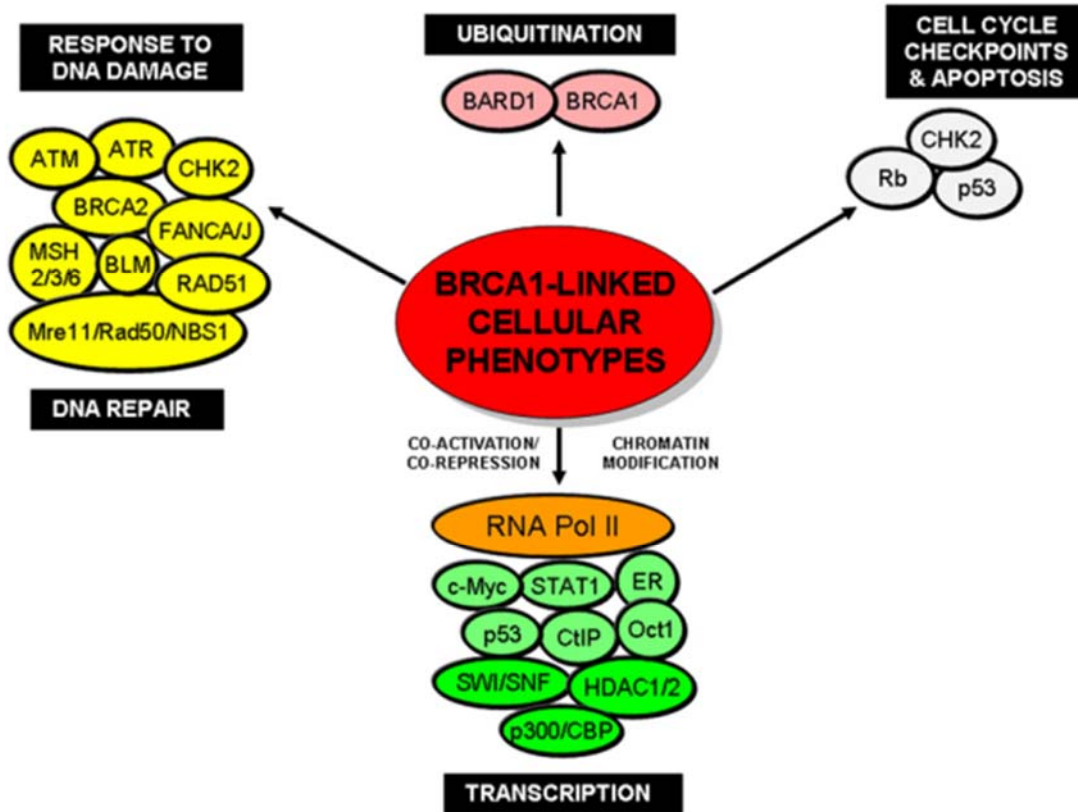 RESPONSE TO
DNA DAMAGE
ATM
ATR
CHK2
BRCA2
FANCA/J
MSH
2/3/6
BLM
RAD51
Mre11/Rad50/NBS1
DNA REPAIR
UBIQUITINATION
BARD1
BRCA1
CELL CYCLE
CHECKPOINTS
& APOPTOSIS
CHK2
Rb
p53
BRCA1-LINKED
CELLULAR
PHENOTYPES
CO-ACTIVATION/
CO-REPRESSION
CHROMATIN
MODIFICATION
RNA Pol II
c-Myc
STAT1
ER
p53
CtIP
Oct1
SWI/SNF
HDAC1/2
p300/CBP
TRANSCRIPTION